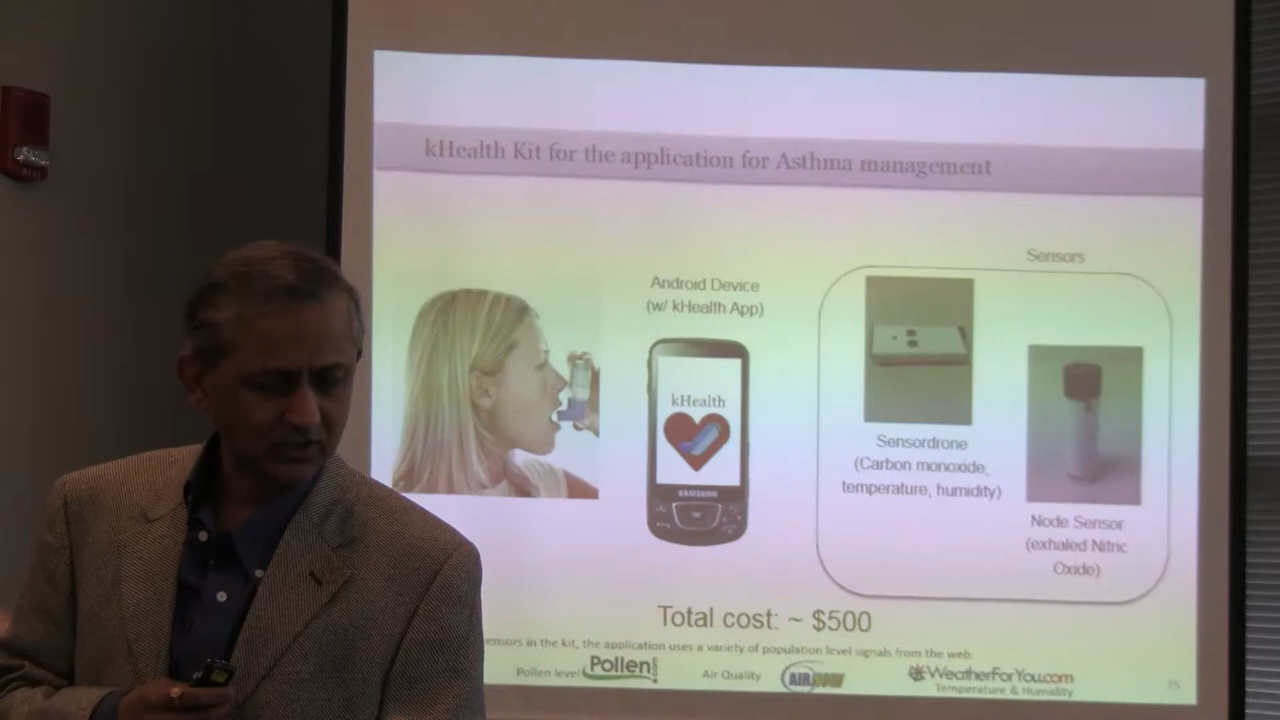 kHealth Kit for the application for Asthma management
Sensors
Android Device
(w/ kHealth App)
kHealth
SAMSUNG
Sensordrone
(Carbon monoxide,
temperature, humidity)
Node Sensor
(exhaled Nitric
Oxide)
Total cost: ~ $500
ensors in the kit, the application uses a variety of population level signals from the web:
Pollen level Pollen.com
Air Quality AIRNOW
WeatherForYou.com
Temperature & Humidity
25